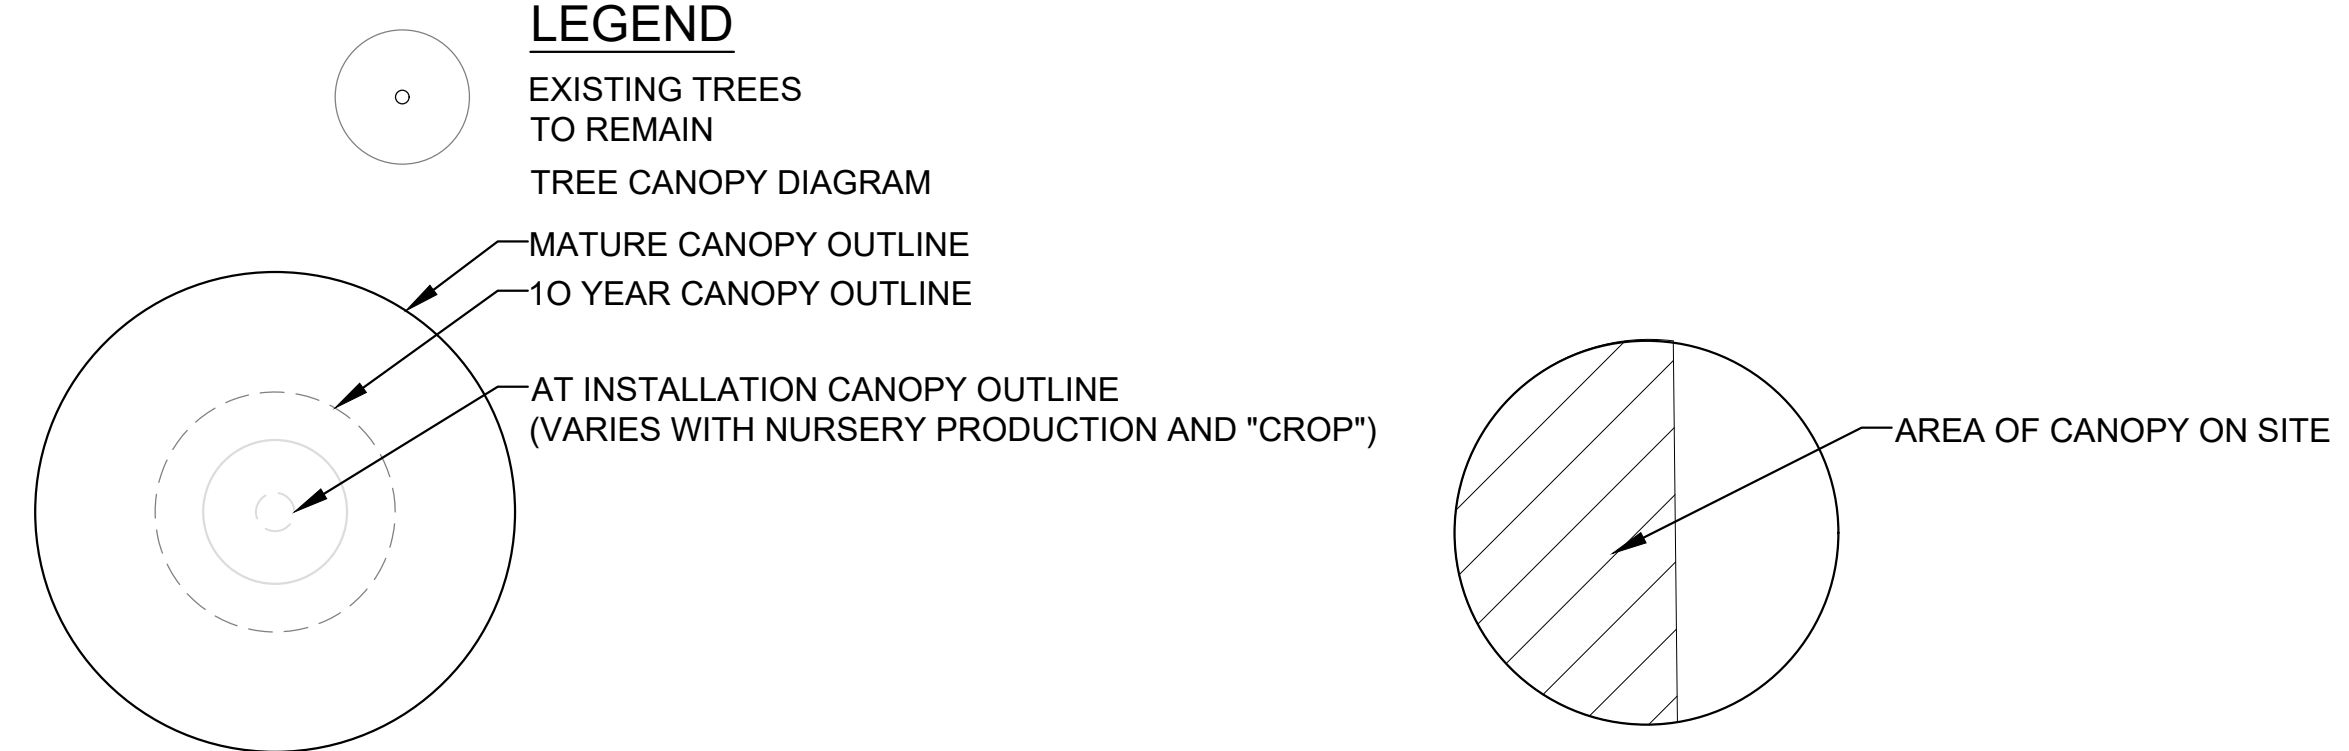 LEGEND
EXISTING TREES
TO REMAIN
TREE CANOPY DIAGRAM
MATURE CANOPY OUTLINE
1O YEAR CANOPY OUTLINE
AT INSTALLATION CANOPY OUTLINE
(VARIES WITH NURSERY PRODUCTION AND "CROP")
AREA OF CANOPY ON SITE